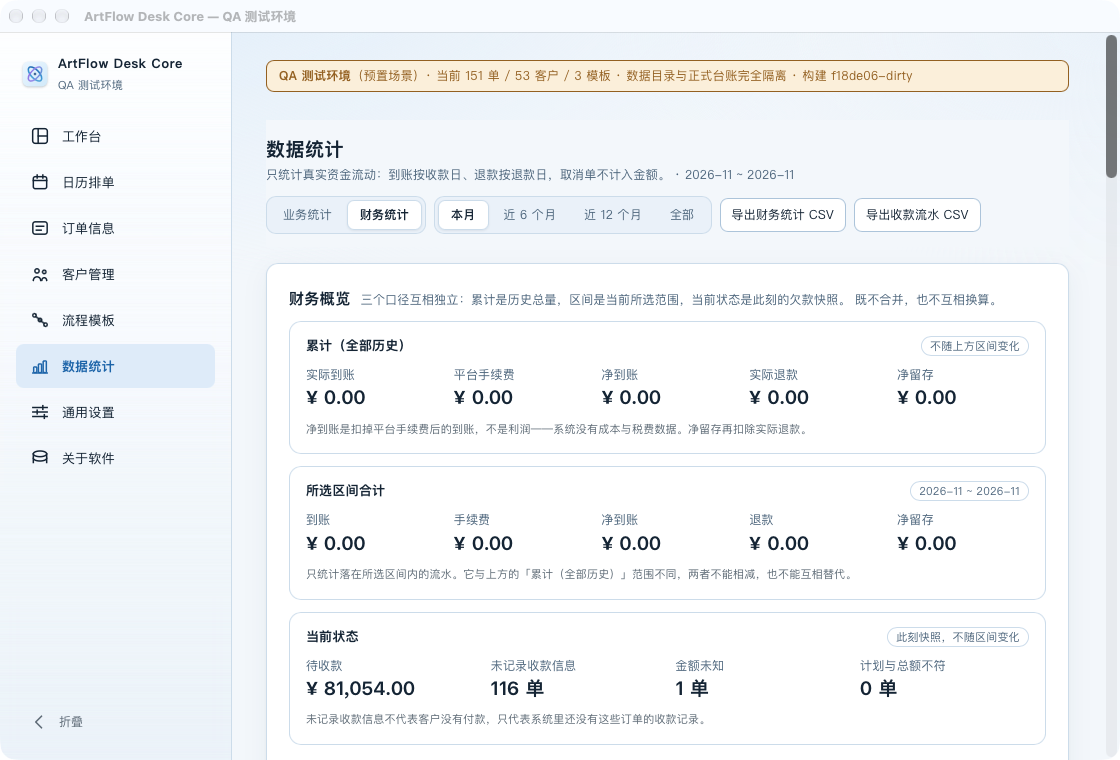 ArtFlow Desk Core — QA 测试环境
ArtFlow Desk Core
QA 测试环境
工作台
日历排单
订单信息
客户管理
流程模板
数据统计
通用设置
关于软件
折叠
QA 测试环境（预置场景）· 当前 151 单 / 53 客户 / 3 模板 · 数据目录与正式台账完全隔离 · 构建 f18de06-dirty
数据统计
只统计真实资金流动：到账按收款日、退款按退款日，取消单不计入金额。 · 2026-11 ~ 2026-11
业务统计 财务统计 本月 近 6 个月 近 12 个月 全部 导出财务统计 CSV 导出收款流水 CSV
财务概览 三个口径互相独立：累计是历史总量，区间是当前所选范围，当前状态是此刻的欠款快照。 既不合并，也不互相换算。
累计（全部历史） 不随上方区间变化
实际到账 平台手续费 净到账 实际退款 净留存
¥ 0.00 ¥ 0.00 ¥ 0.00 ¥ 0.00 ¥ 0.00
净到账是扣掉平台手续费后的到账，不是利润——系统没有成本与税费数据。净留存再扣除实际退款。
所选区间合计 2026-11 ~ 2026-11
到账 手续费 净到账 退款 净留存
¥ 0.00 ¥ 0.00 ¥ 0.00 ¥ 0.00 ¥ 0.00
只统计落在所选区间内的流水。它与上方的「累计（全部历史）」范围不同，两者不能相减，也不能互相替代。
当前状态 此刻快照，不随区间变化
待收款 未记录收款信息 金额未知 计划与总额不符
¥ 81,054.00 116 单 1 单 0 单
未记录收款信息不代表客户没有付款，只代表系统里还没有这些订单的收款记录。